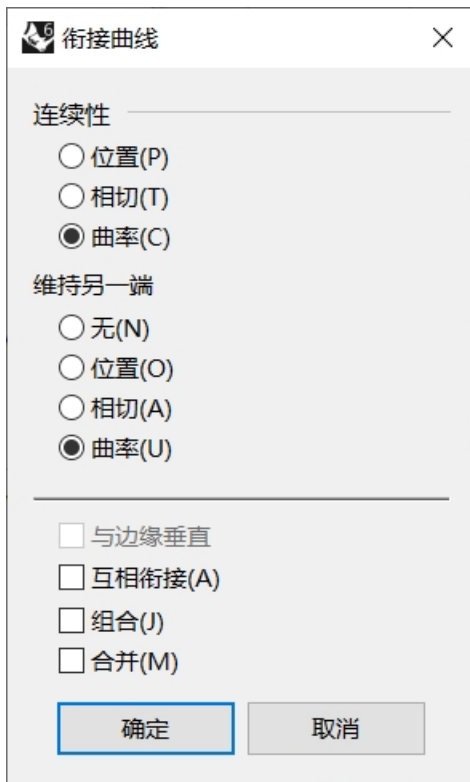 6 衔接曲线
连续性
位置(P)
相切(T)
曲率(C)
维持另一端
无(N)
位置(O)
相切(A)
曲率(U)
与边缘垂直
互相衔接(A)
组合(J)
合并(M)
确定 取消